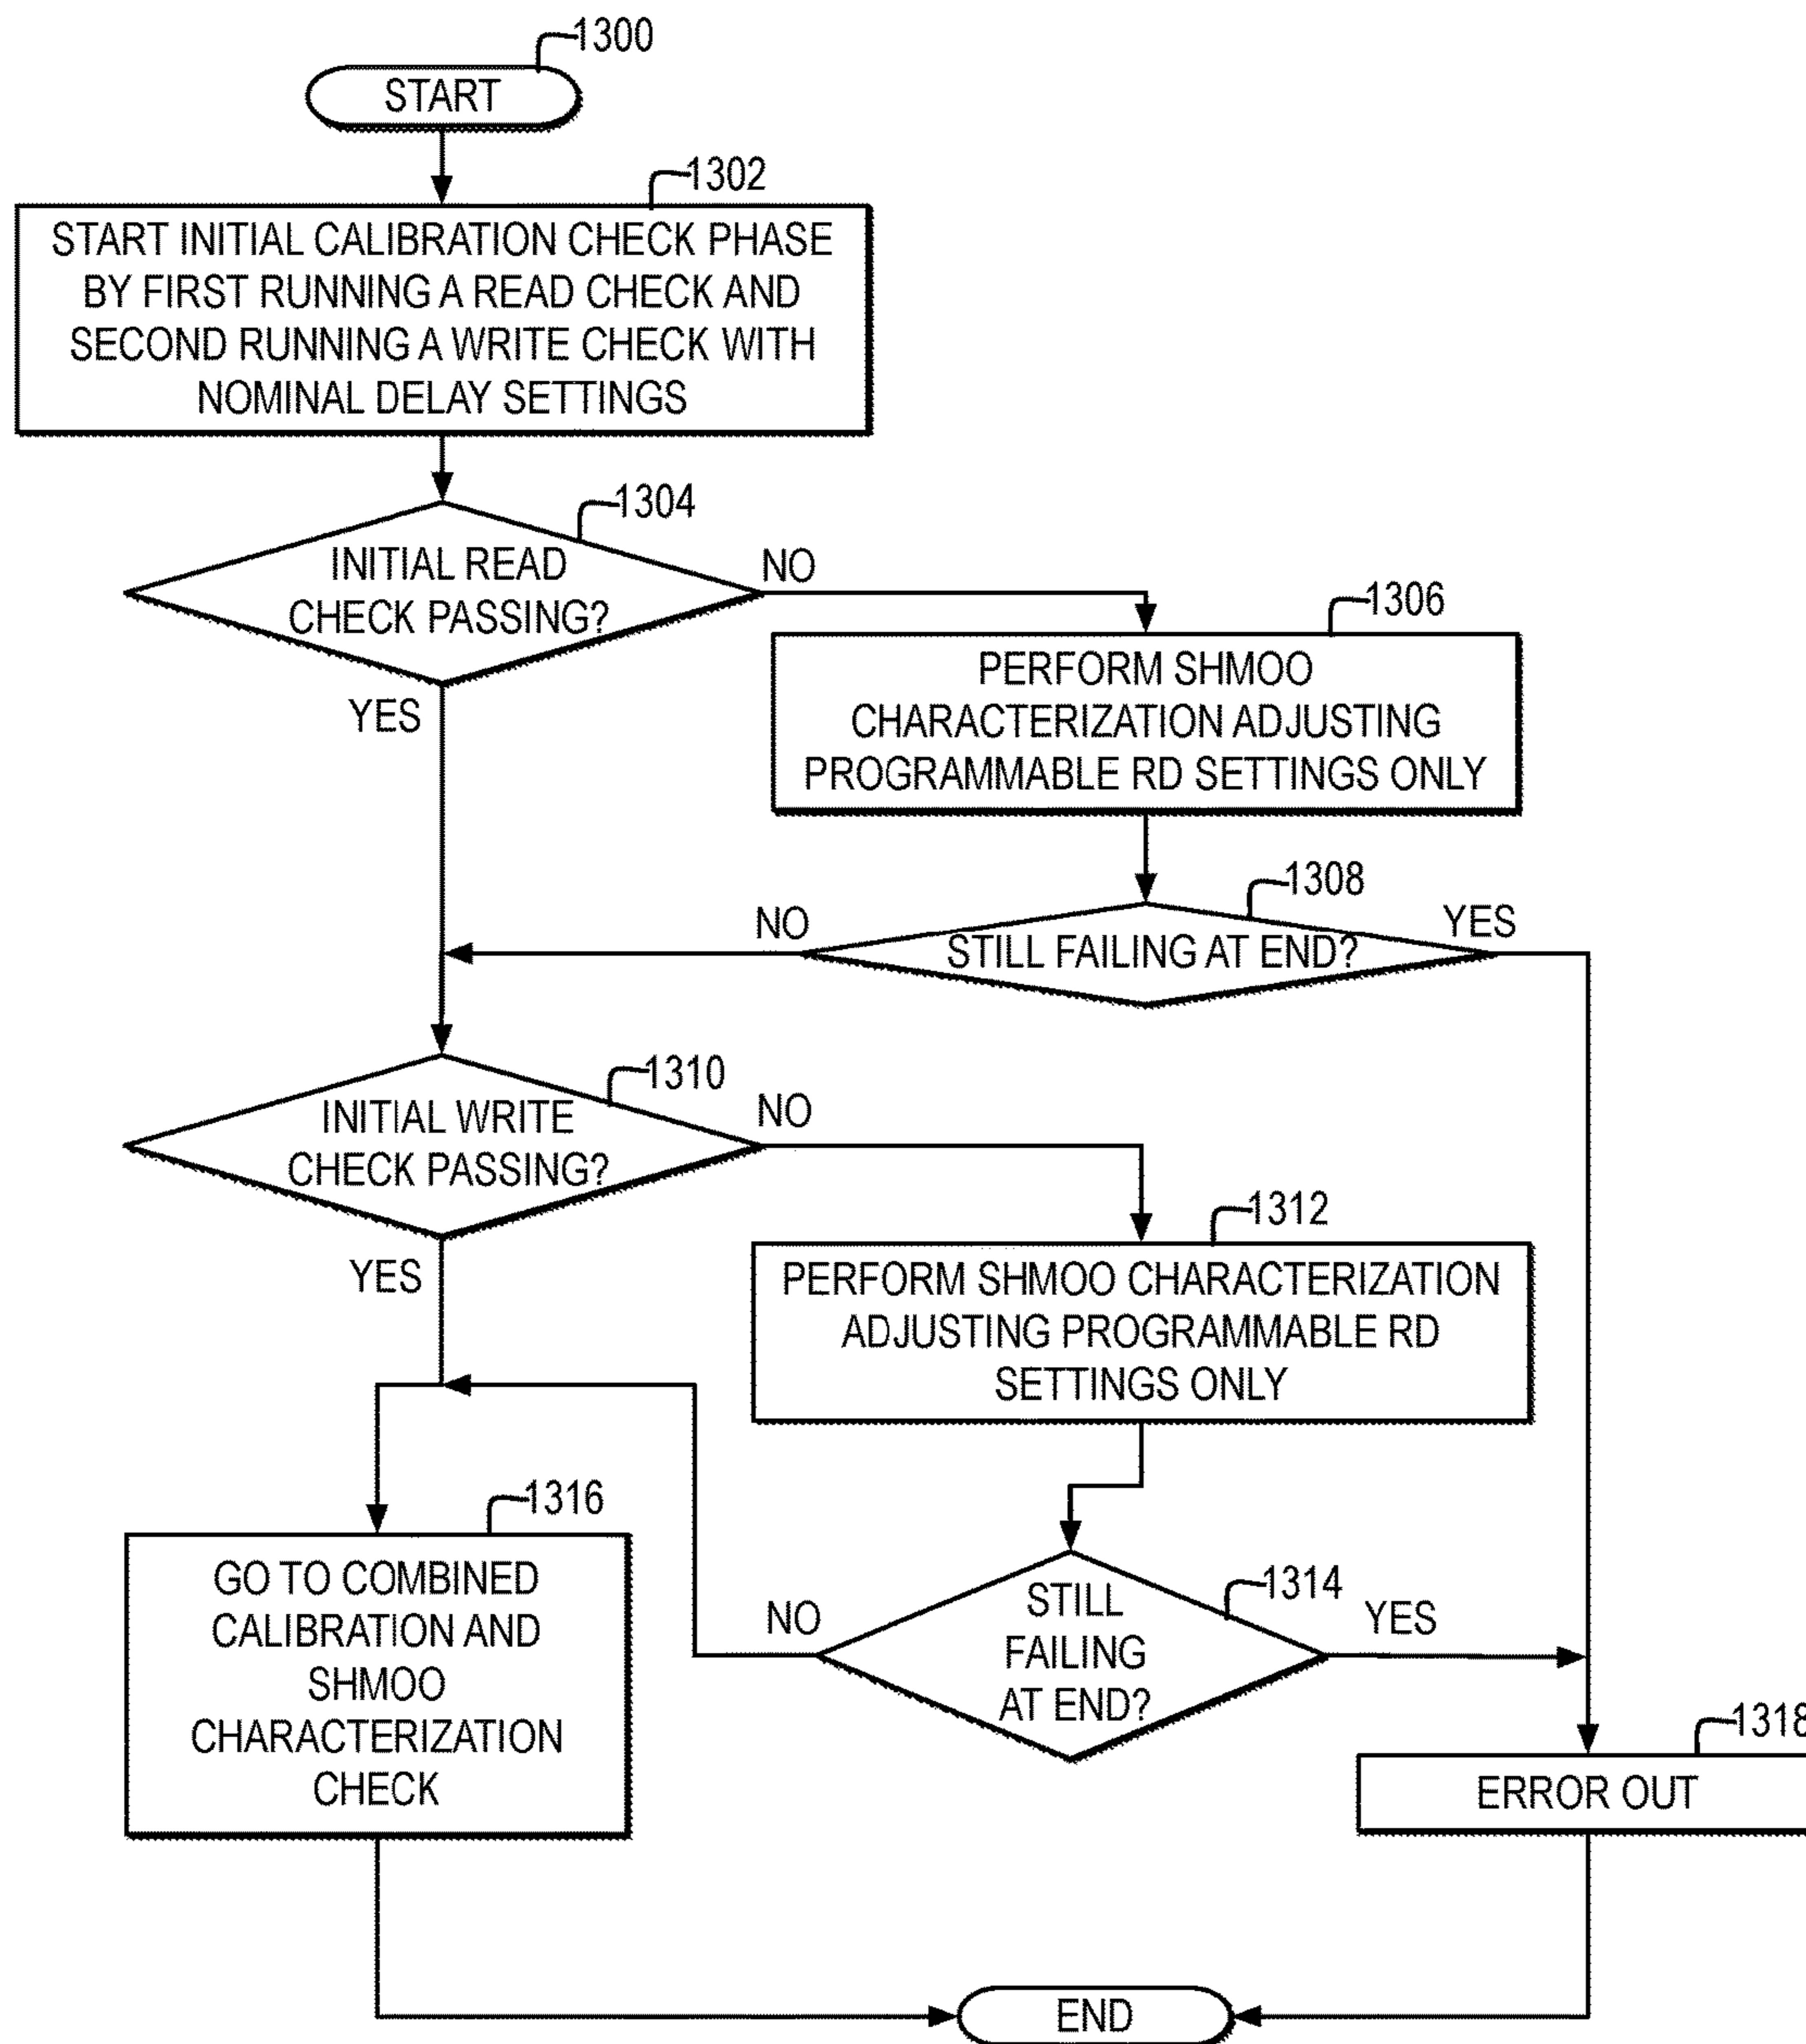 1300
START
1302
START INITIAL CALIBRATION CHECK PHASE
BY FIRST RUNNING A READ CHECK AND
SECOND RUNNING A WRITE CHECK WITH
NOMINAL DELAY SETTINGS
1304
INITIAL READ
CHECK PASSING?
NO
YES
1306
PERFORM SHMOO
CHARACTERIZATION ADJUSTING
PROGRAMMABLE RD SETTINGS ONLY
1308
NO
STILL FAILING AT END?
YES
1310
INITIAL WRITE
CHECK PASSING?
NO
YES
1312
PERFORM SHMOO CHARACTERIZATION
ADJUSTING PROGRAMMABLE RD
SETTINGS ONLY
1316
GO TO COMBINED
CALIBRATION AND
SHMOO
CHARACTERIZATION
CHECK
1314
NO
STILL
FAILING
AT END?
YES
1318
ERROR OUT
END